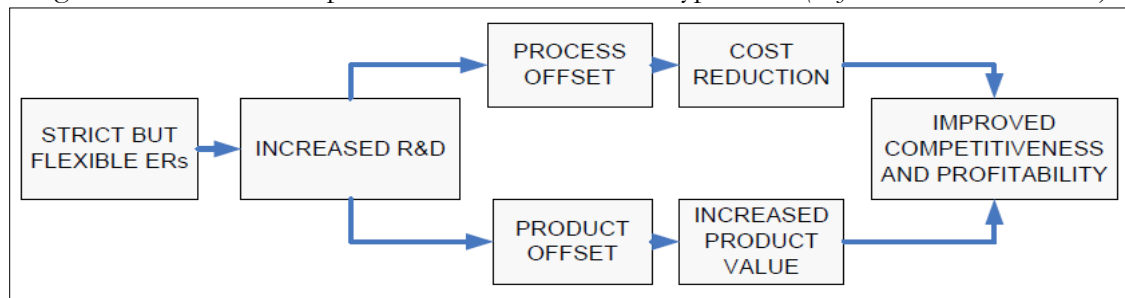 PROCESS
OFFSET
COST
REDUCTION
STRICT BUT
FLEXIBLE ERs
INCREASED R&D
IMPROVED
COMPETITIVENESS
AND PROFITABILITY
PRODUCT
OFFSET
INCREASED
PRODUCT
VALUE